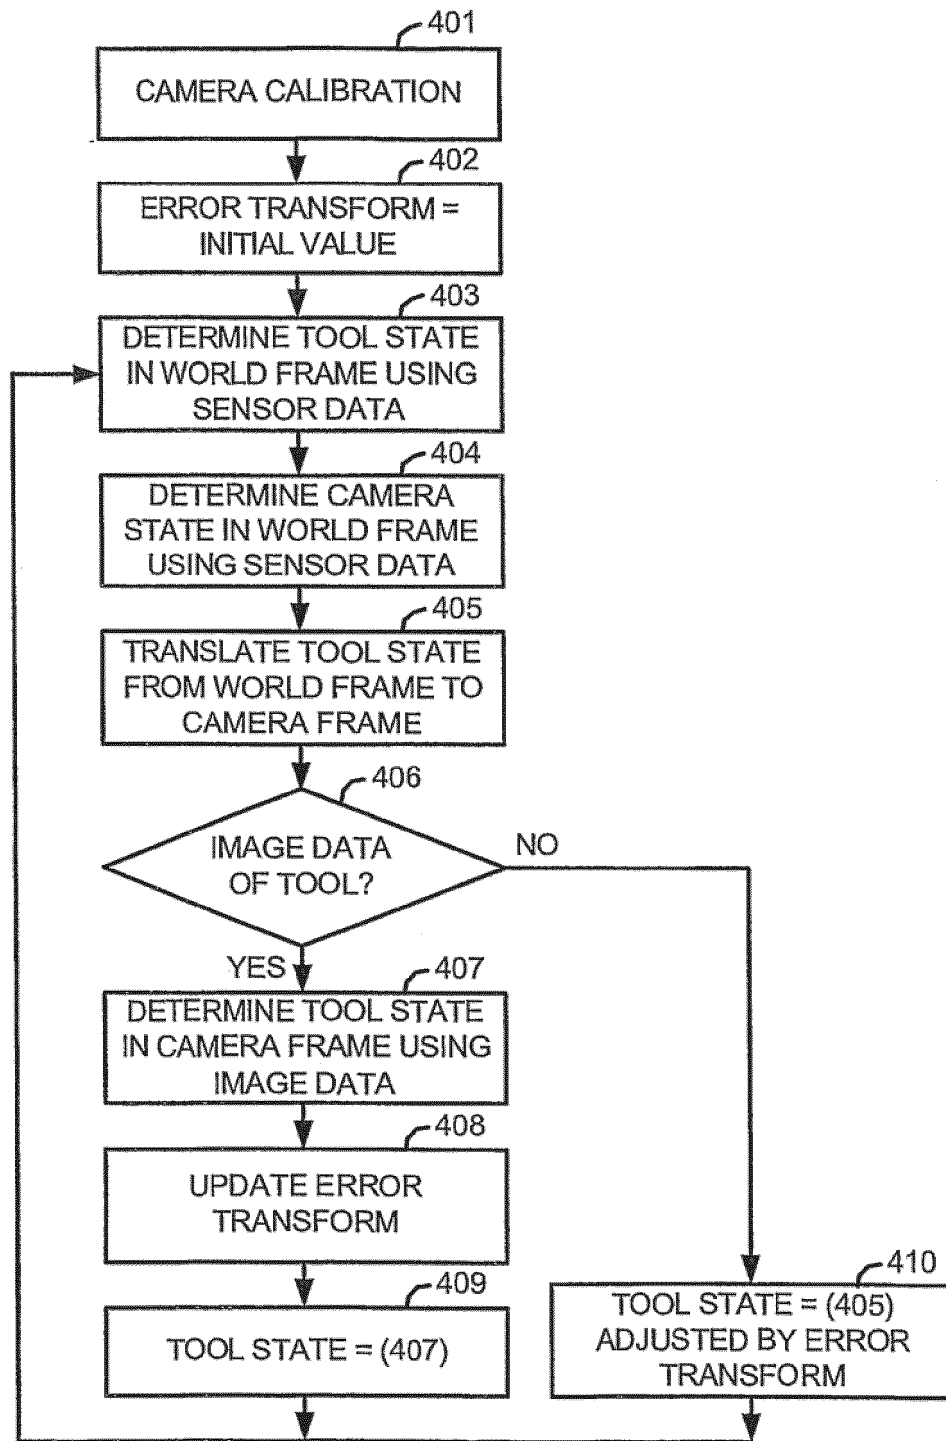 401
CAMERA CALIBRATION
402
ERROR TRANSFORM =
INITIAL VALUE
403
DETERMINE TOOL STATE
IN WORLD FRAME USING
SENSOR DATA
404
DETERMINE CAMERA
STATE IN WORLD FRAME
USING SENSOR DATA
405
TRANSLATE TOOL STATE
FROM WORLD FRAME TO
CAMERA FRAME
406
IMAGE DATA
OF TOOL?
NO
YES
407
DETERMINE TOOL STATE
IN CAMERA FRAME USING
IMAGE DATA
408
UPDATE ERROR
TRANSFORM
409
TOOL STATE = (407)
410
TOOL STATE = (405)
ADJUSTED BY ERROR
TRANSFORM